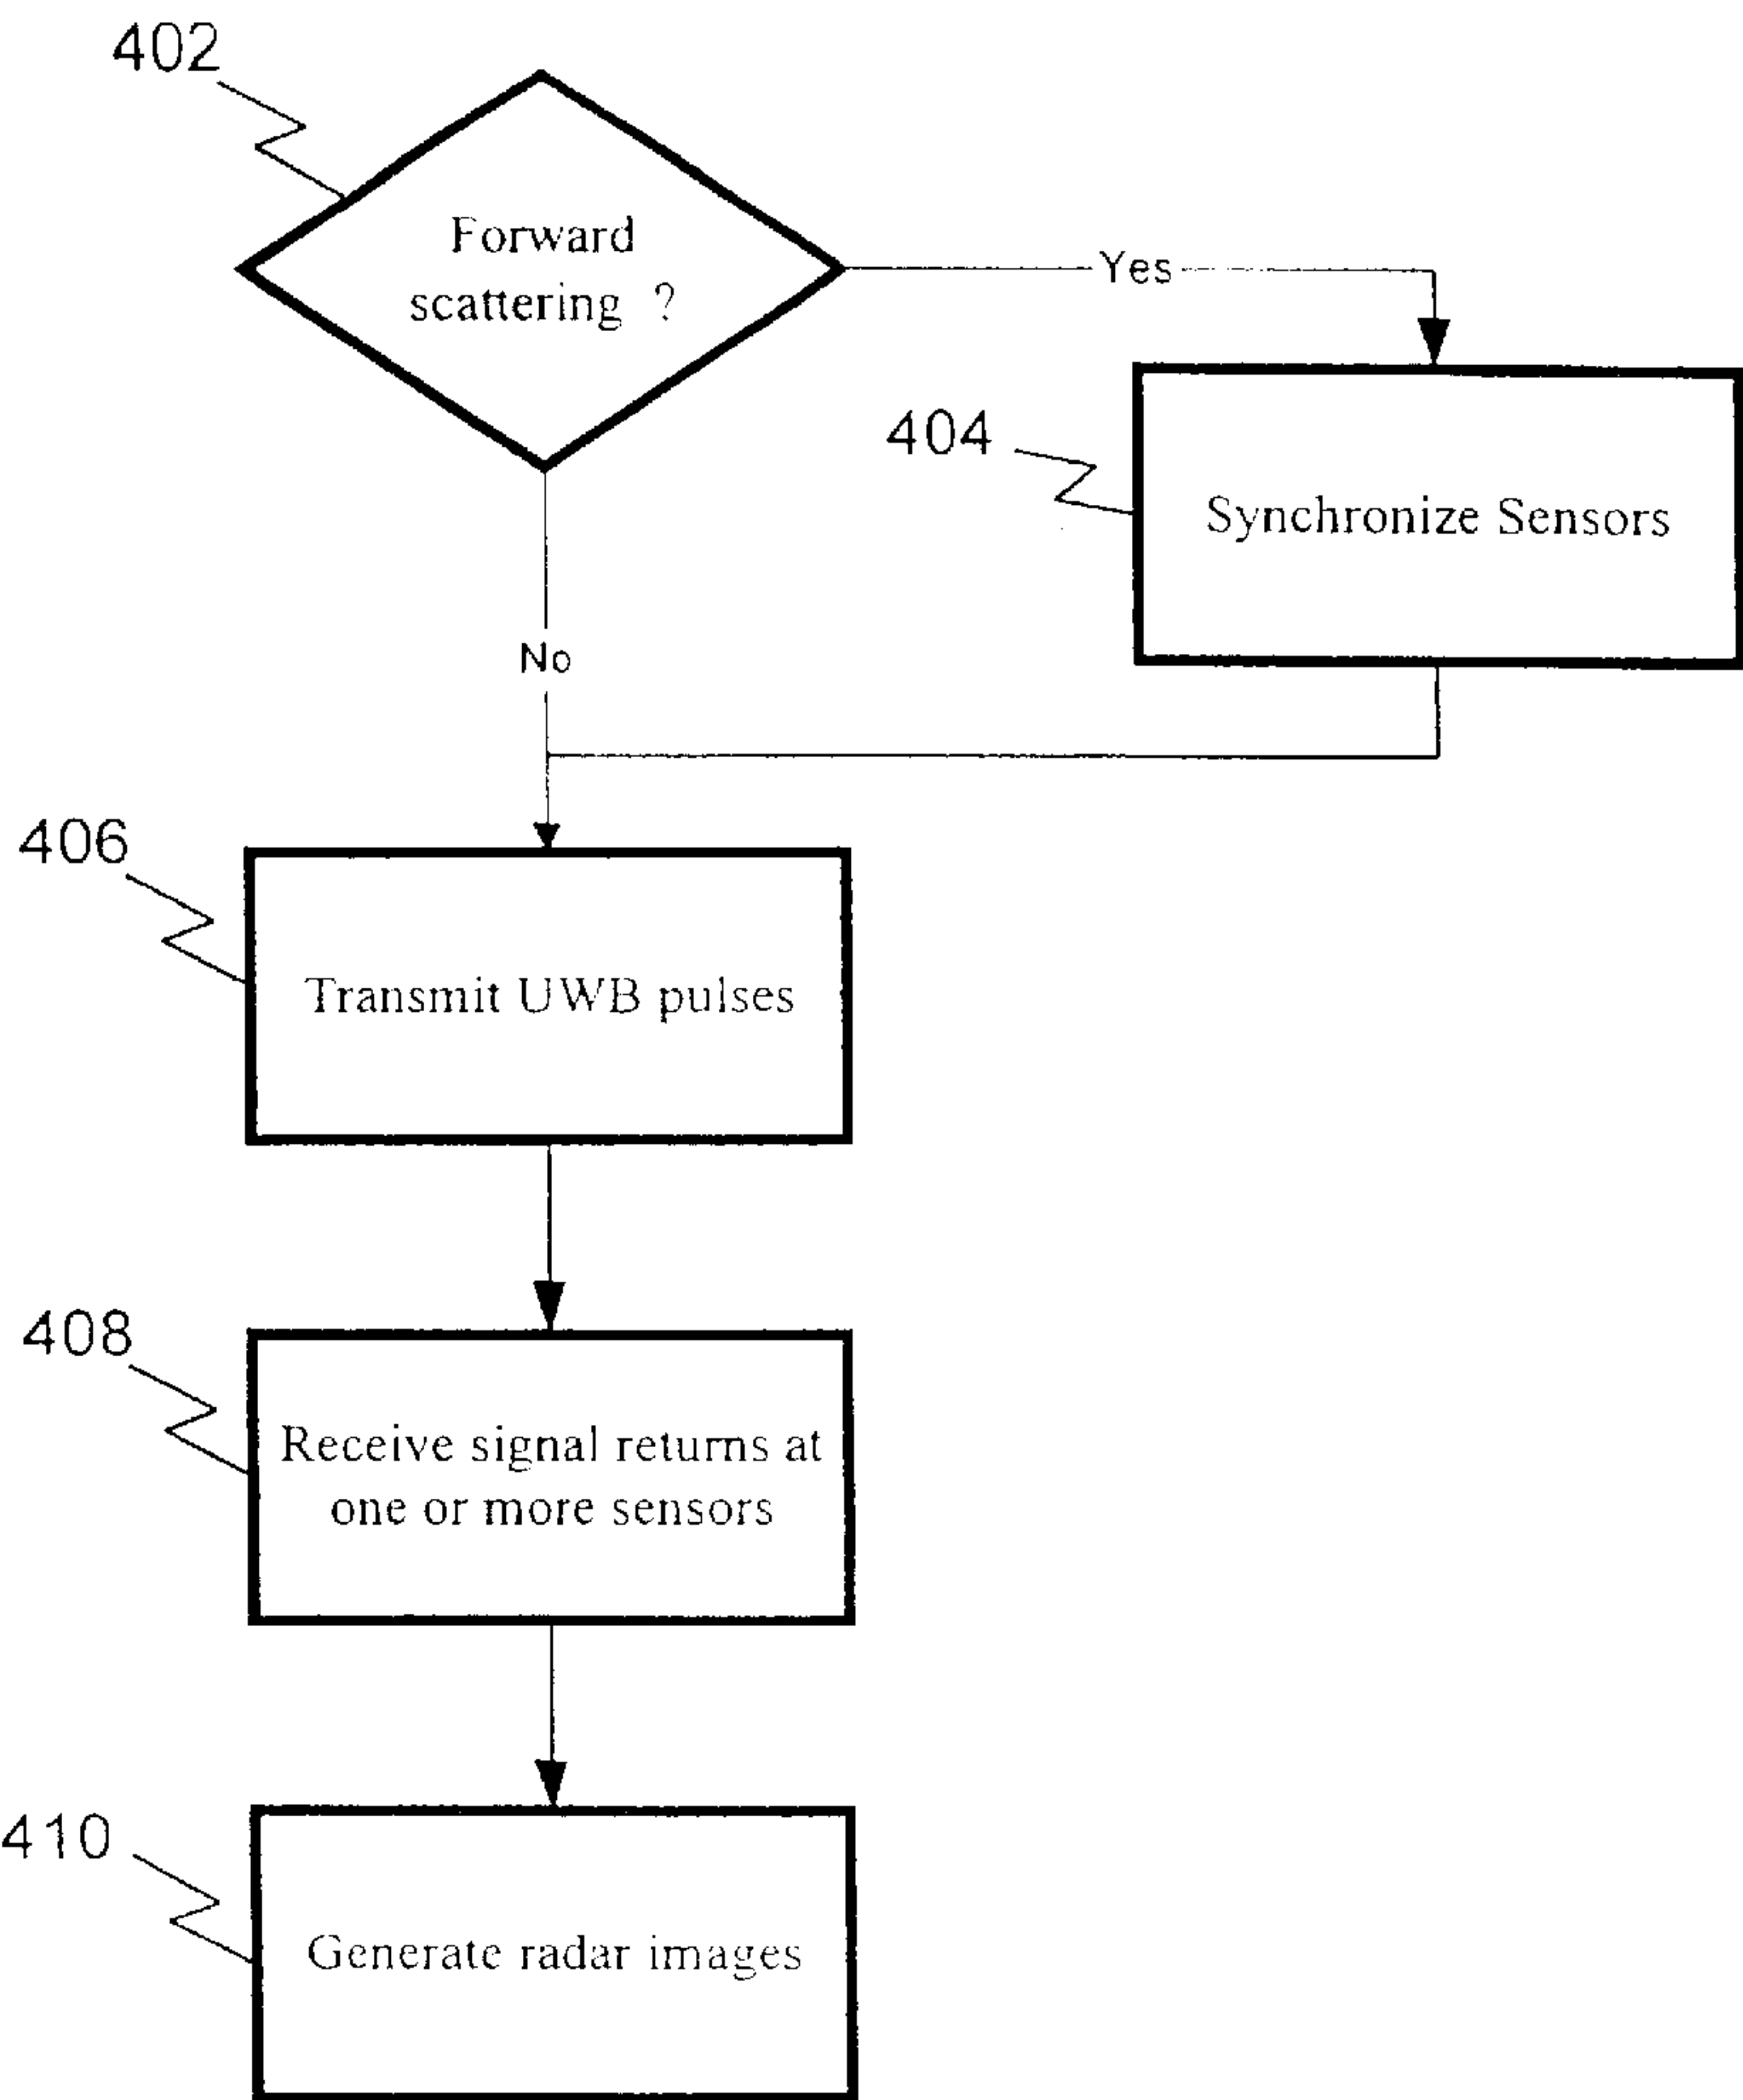 402
Forward
scattering ?
Yes
404
Synchronize Sensors
No
406
Transmit UWB pulses
408
Receive signal returns at
one or more sensors
410
Generate radar images